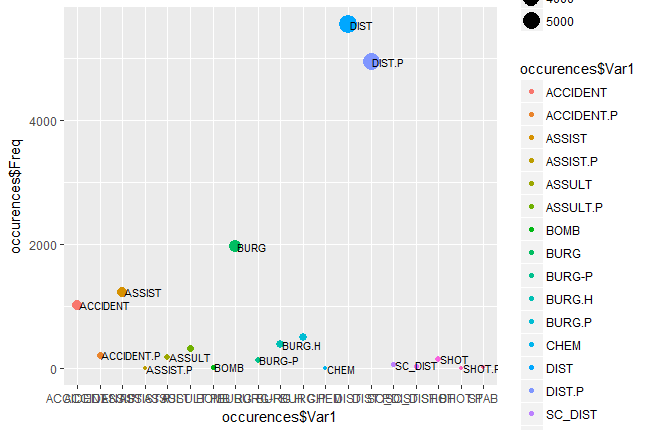 4000
5000
occurences$Var1
ACCIDENT
ACCIDENT.P
ASSIST
ASSIST.P
ASSULT
ASSULT.P
BOMB
BURG
BURG-P
BURG.H
BURG.P
CHEM
DIST
DIST.P
SC_DIST
occurences$Freq
4000
2000
0
DIST
DIST.P
BURG
ASSIST
ACCIDENT
ACCIDENT.P
ASSIST.P
ASSULT
BOMB
BURG-P
BURG.H
CHEM
SC_DIST
SHOT
SHOT.P
occurences$Var1